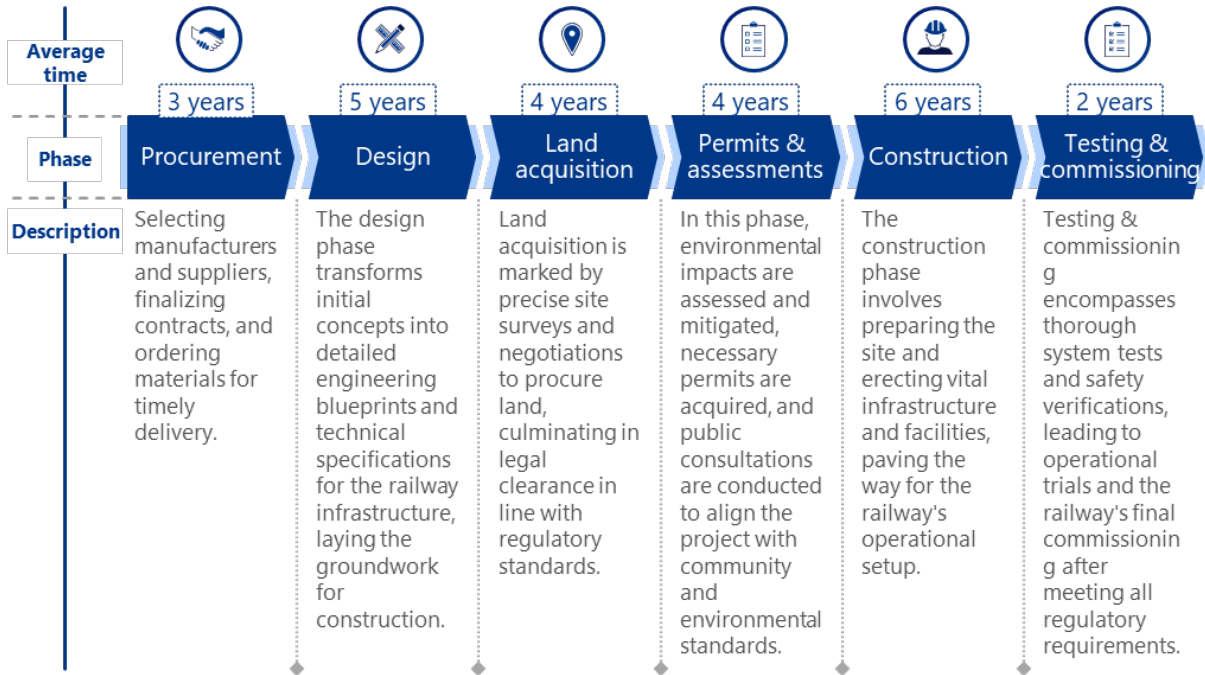 Average
time
3 years
5 years
4 years
4 years
6 years
2 years
Phase
Procurement
Design
Land
acquisition
Permits &
assessments
Construction
Testing &
commissioning
Description
Selecting
manufacturers
and suppliers,
finalizing
contracts, and
ordering
materials for
timely
delivery.
The design
phase
transforms
initial
concepts into
detailed
engineering
blueprints and
technical
specifications
for the railway
infrastructure,
laying the
groundwork
for
construction.
Land
acquisition is
marked by
precise site
surveys and
negotiations
to procure
land,
culminating in
legal
clearance in
line with
regulatory
standards.
In this phase,
environmental
impacts are
assessed and
mitigated,
necessary
permits are
acquired, and
public
consultations
are conducted
to align the
project with
community
and
environmental
standards.
The
construction
phase
involves
preparing the
site and
erecting vital
infrastructure
and facilities,
paving the
way for the
railway's
operational
setup.
Testing &
commissionin
g
encompasses
thorough
system tests
and safety
verifications,
leading to
operational
trials and the
railway's final
commissionin
g after
meeting all
regulatory
requirements.